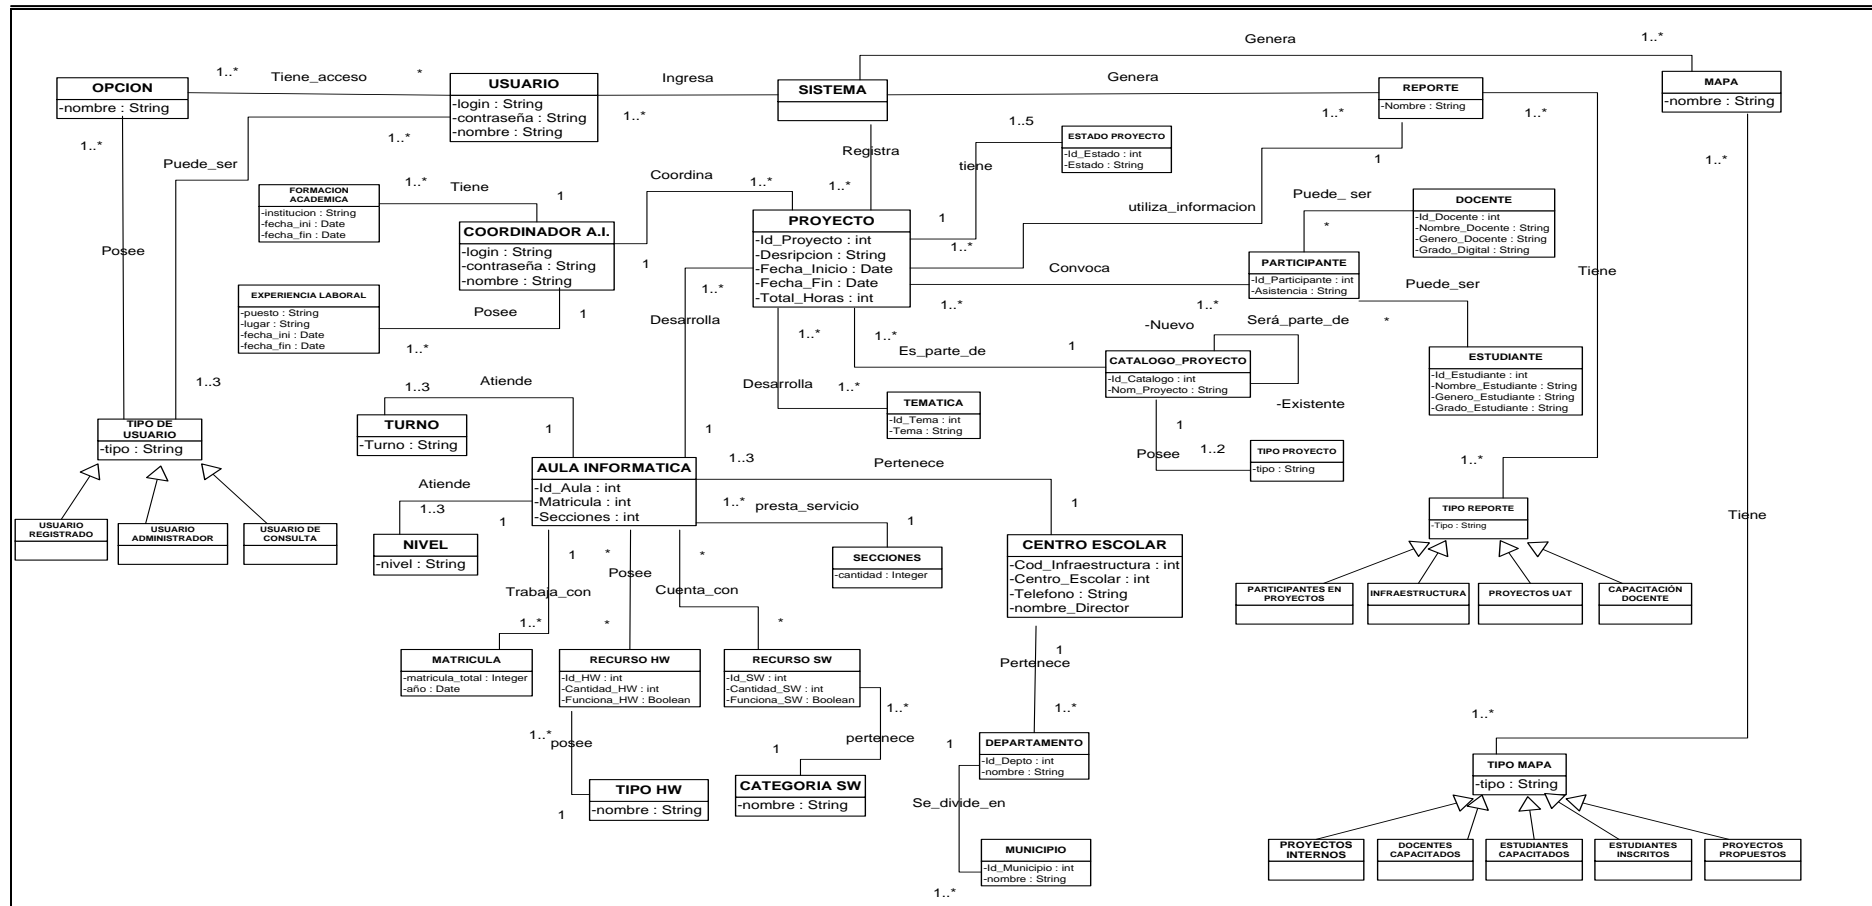 Genera
1..*
1..*
Tiene_acceso
*
Ingresa
Genera
OPCION
-nombre : String
USUARIO
-login : String
-contraseña : String
-nombre : String
SISTEMA
REPORTE
-Nombre : String
MAPA
-nombre : String
1..*
1..*
1..*
1..*
1..*
1..5
ESTADO PROYECTO
-Id_Estado : int
-Estado : String
Puede_ser
Registra
tiene
1
1..*
FORMACION
ACADEMICA
-institucion : String
-fecha_ini : Date
-fecha_fin : Date
1..*
Tiene
1
Coordina
1..*
1..*
Puede_ ser
DOCENTE
-Id_Docente : int
-Nombre_Docente : String
-Genero_Docente : String
-Grado_Digital : String
utiliza_informacion
*
Posee
COORDINADOR A.I.
-login : String
-contraseña : String
-nombre : String
1
PROYECTO
-Id_Proyecto : int
-Desripcion : String
-Fecha_Inicio : Date
-Fecha_Fin : Date
-Total_Horas : int
1
1..*
Convoca
PARTICIPANTE
-Id_Participante : int
-Asistencia : String
Tiene
Puede_ser
EXPERIENCIA LABORAL
-puesto : String
-lugar : String
-fecha_ini : Date
-fecha_fin : Date
Posee
1
1..*
1..*
1..*
1..*
*
Desarrolla
1..*
1..*
-Nuevo
Será_parte_de
1..*
Es_parte_de
1
CATALOGO_PROYECTO
-Id_Catalogo : int
-Nom_Proyecto : String
ESTUDIANTE
-Id_Estudiante : int
-Nombre_Estudiante : String
-Genero_Estudiante : String
-Grado_Estudiante : String
1..3
Atiende
1..3
Desarrolla
1..*
TEMATICA
-Id_Tema : int
-Tema : String
-Existente
TIPO DE
USUARIO
-tipo : String
TURNO
-Turno : String
1
1
1
1..3
Pertenece
Posee
1..2
TIPO PROYECTO
-tipo : String
1..*
AULA INFORMATICA
-Id_Aula : int
-Matricula : int
-Secciones : int
Atiende
1..3
1
1..*
presta_servicio
1
1
USUARIO
REGISTRADO
USUARIO
ADMINISTRADOR
USUARIO DE
CONSULTA
TIPO REPORTE
-Tipo : String
Tiene
NIVEL
-nivel : String
SECCIONES
-cantidad : Integer
CENTRO ESCOLAR
-Cod_Infraestructura : int
-Centro_Escolar : int
-Telefono : String
-nombre_Director
1
*
*
Posee
Trabaja_con
Cuenta_con
PARTICIPANTES EN
PROYECTOS
INFRAESTRUCTURA
PROYECTOS UAT
CAPACITACIÓN
DOCENTE
1..*
*
*
1
Pertenece
1..*
MATRICULA
-matricula_total : Integer
-año : Date
RECURSO HW
-Id_HW : int
-Cantidad_HW : int
-Funciona_HW : Boolean
RECURSO SW
-Id_SW : int
-Cantidad_SW : int
-Funciona_SW : Boolean
1..*
1..*
1..*
posee
pertenece
1
1
DEPARTAMENTO
-Id_Depto : int
-nombre : String
TIPO MAPA
-tipo : String
TIPO HW
-nombre : String
1
CATEGORIA SW
-nombre : String
Se_divide_en
MUNICIPIO
-Id_Municipio : int
-nombre : String
1..*
PROYECTOS
INTERNOS
DOCENTES
CAPACITADOS
ESTUDIANTES
CAPACITADOS
ESTUDIANTES
INSCRITOS
PROYECTOS
PROPUESTOS